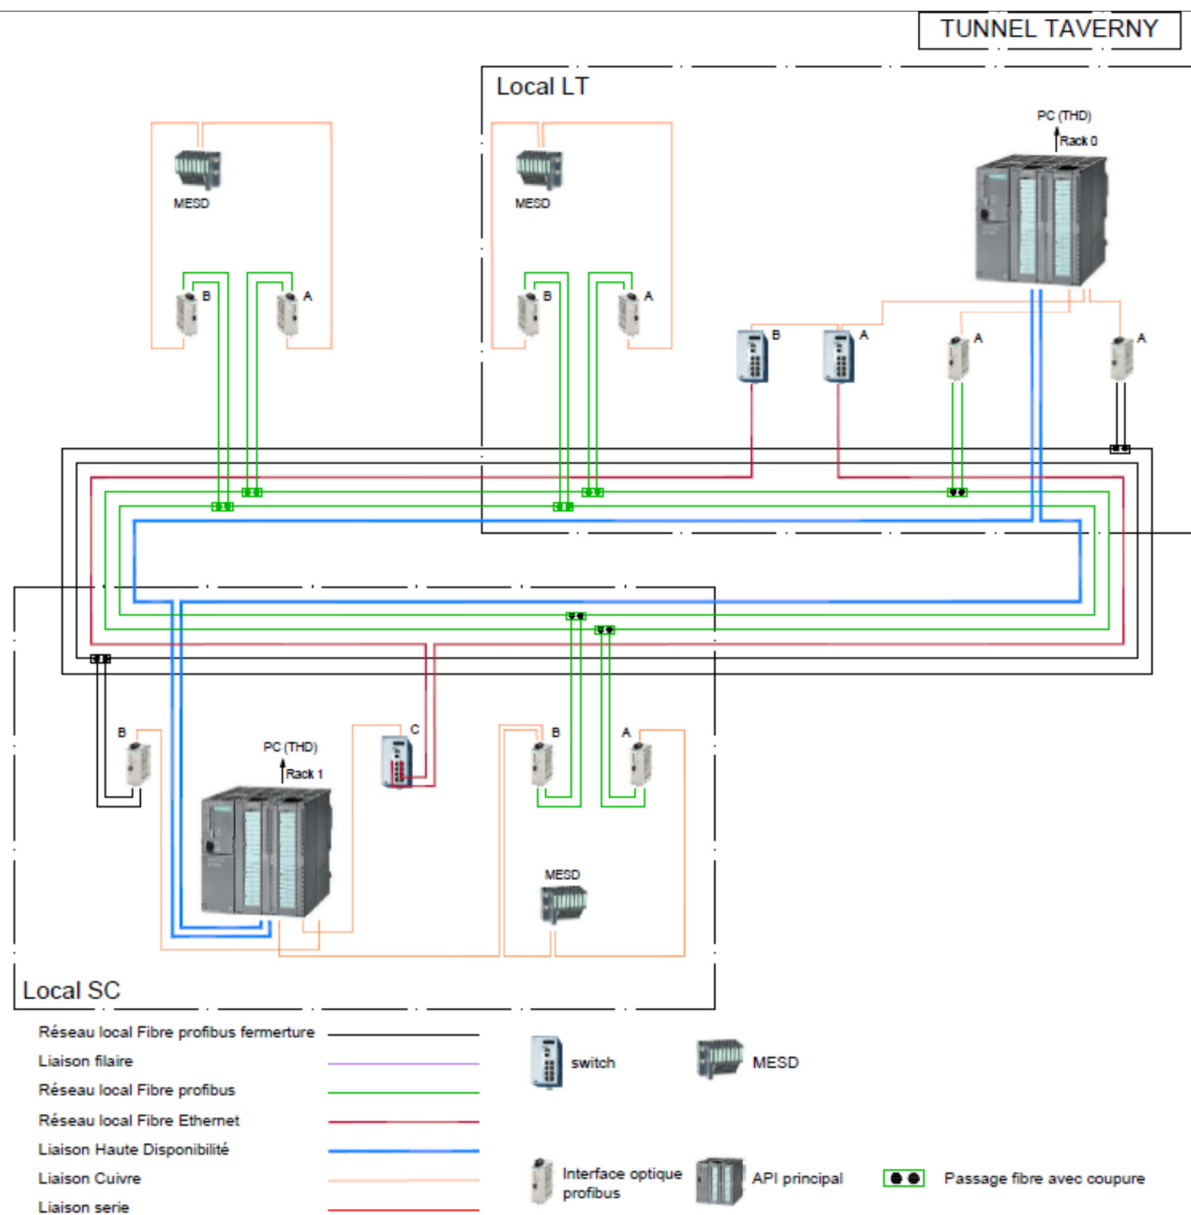 TUNNEL TAVERNY
Local LT
PC (THD)
Rack 0
MESD
MESD
B
A
B
A
B
A
A
A
B
PC (THD)
Rack 1
C
B
A
MESD
Local SC
Réseau local Fibre profibus fermerture
Liaison filaire
Réseau local Fibre profibus
Réseau local Fibre Ethernet
Liaison Haute Disponibilité
Liaison Cuivre
Liaison serie
switch
MESD
Interface optique
profibus
API principal
Passage fibre avec coupure